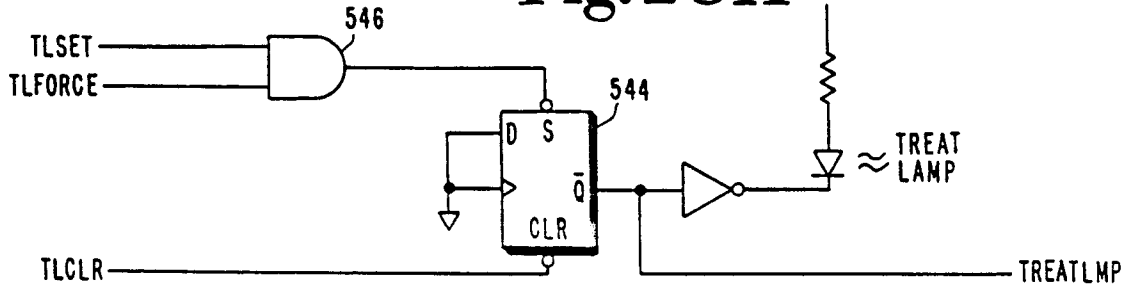 546
TLSET
TLFORCE
544
D S
TREAT
LAMP
Q̅
CLR
TLCLR
TREATLMP